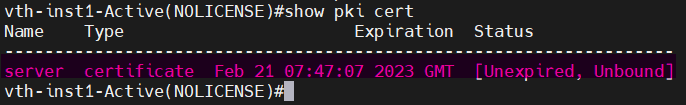 vth-inst1-Active(NOLICENSE)#show pki cert
Name    Type                       Expiration  Status
--------------------------------------------------------------------
server  certificate  Feb 21 07:47:07 2023 GMT  [Unexpired, Unbound]
vth-inst1-Active(NOLICENSE)#